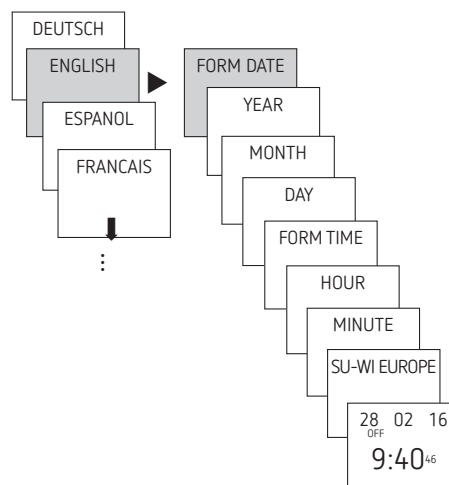 DEUTSCH
ENGLISH
ESPANOL
FRANCAIS
FORM DATE
YEAR
MONTH
DAY
FORM TIME
HOUR
MINUTE
SU-WI EUROPE
28 02 16
OFF
9:40 46